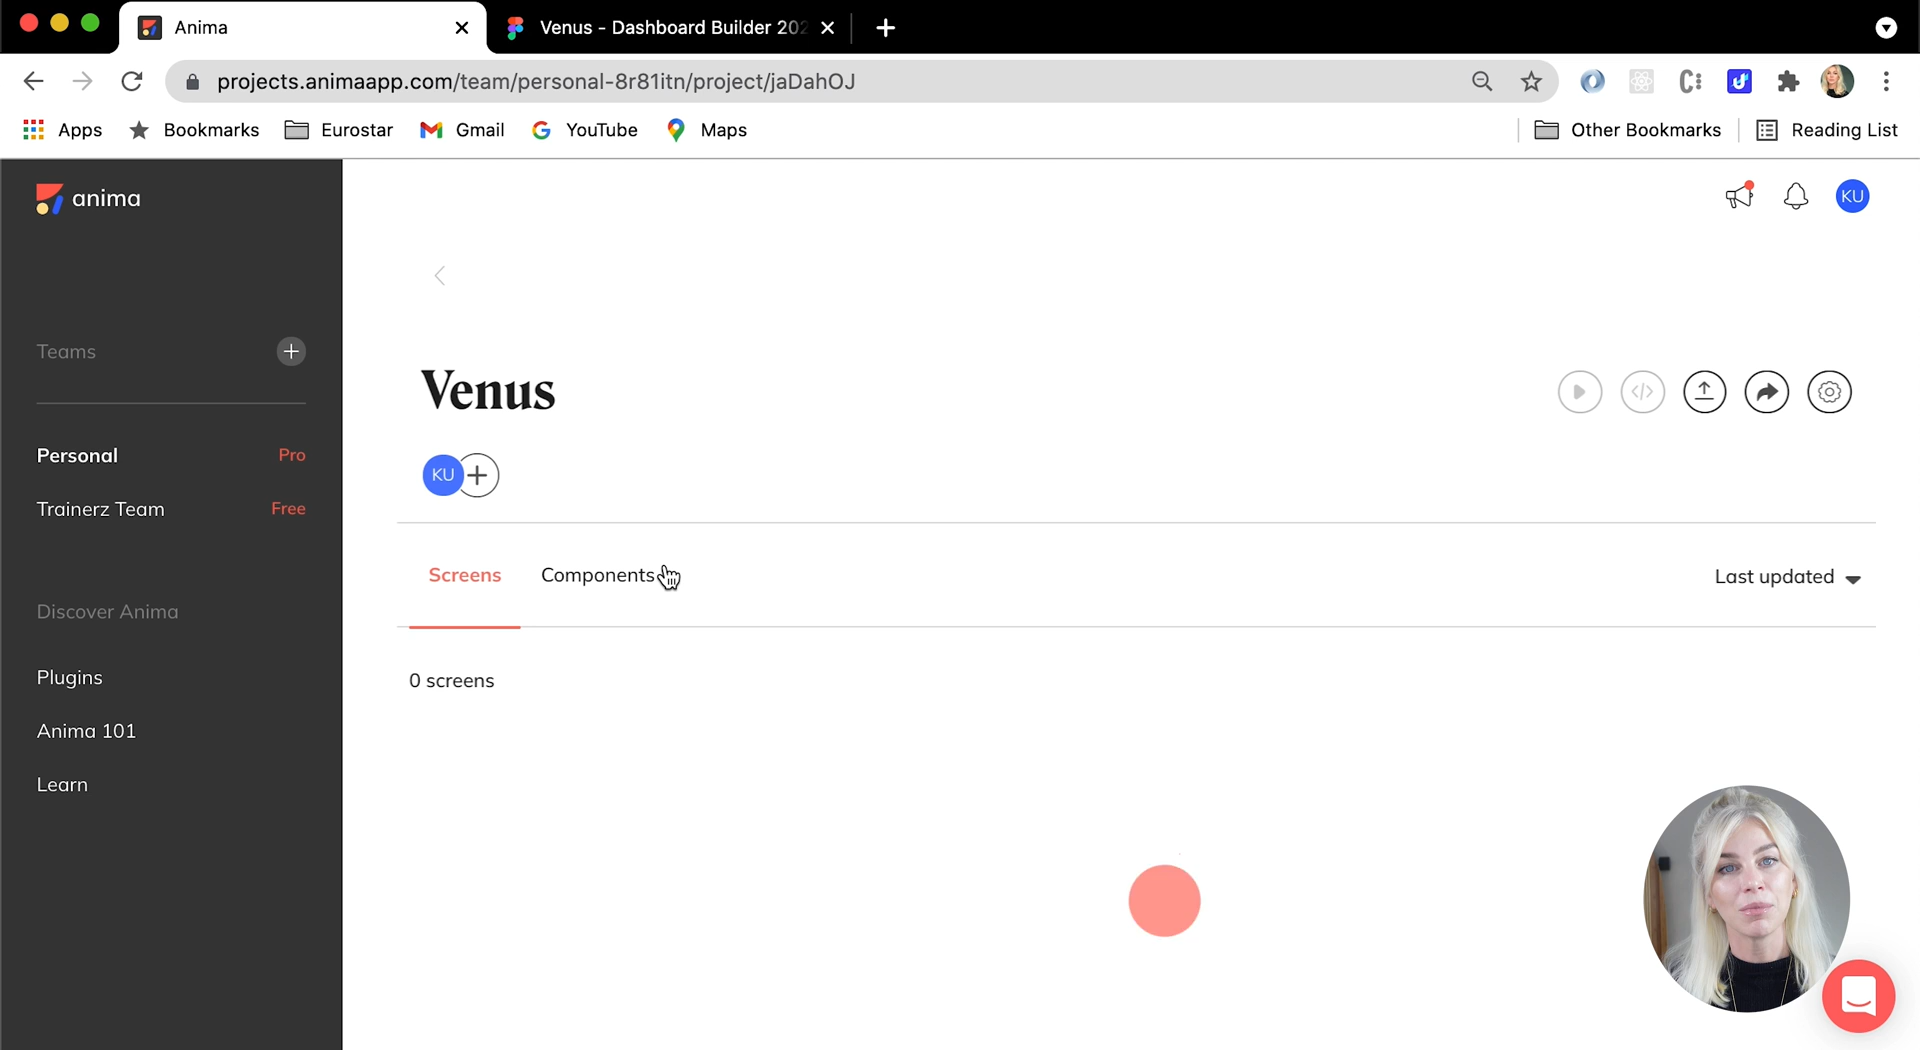 Anima
Venus - Dashboard Builder 202
projects.animaapp.com/team/personal-8r81itn/project/jaDahOJ
Apps
Bookmarks
Eurostar
Gmail
YouTube
Maps
Other Bookmarks
Reading List
anima
KU
Teams
Venus
Personal Pro
KU
Trainerz Team Free
Screens
Components
Last updated
Discover Anima
0 screens
Plugins
Anima 101
Learn